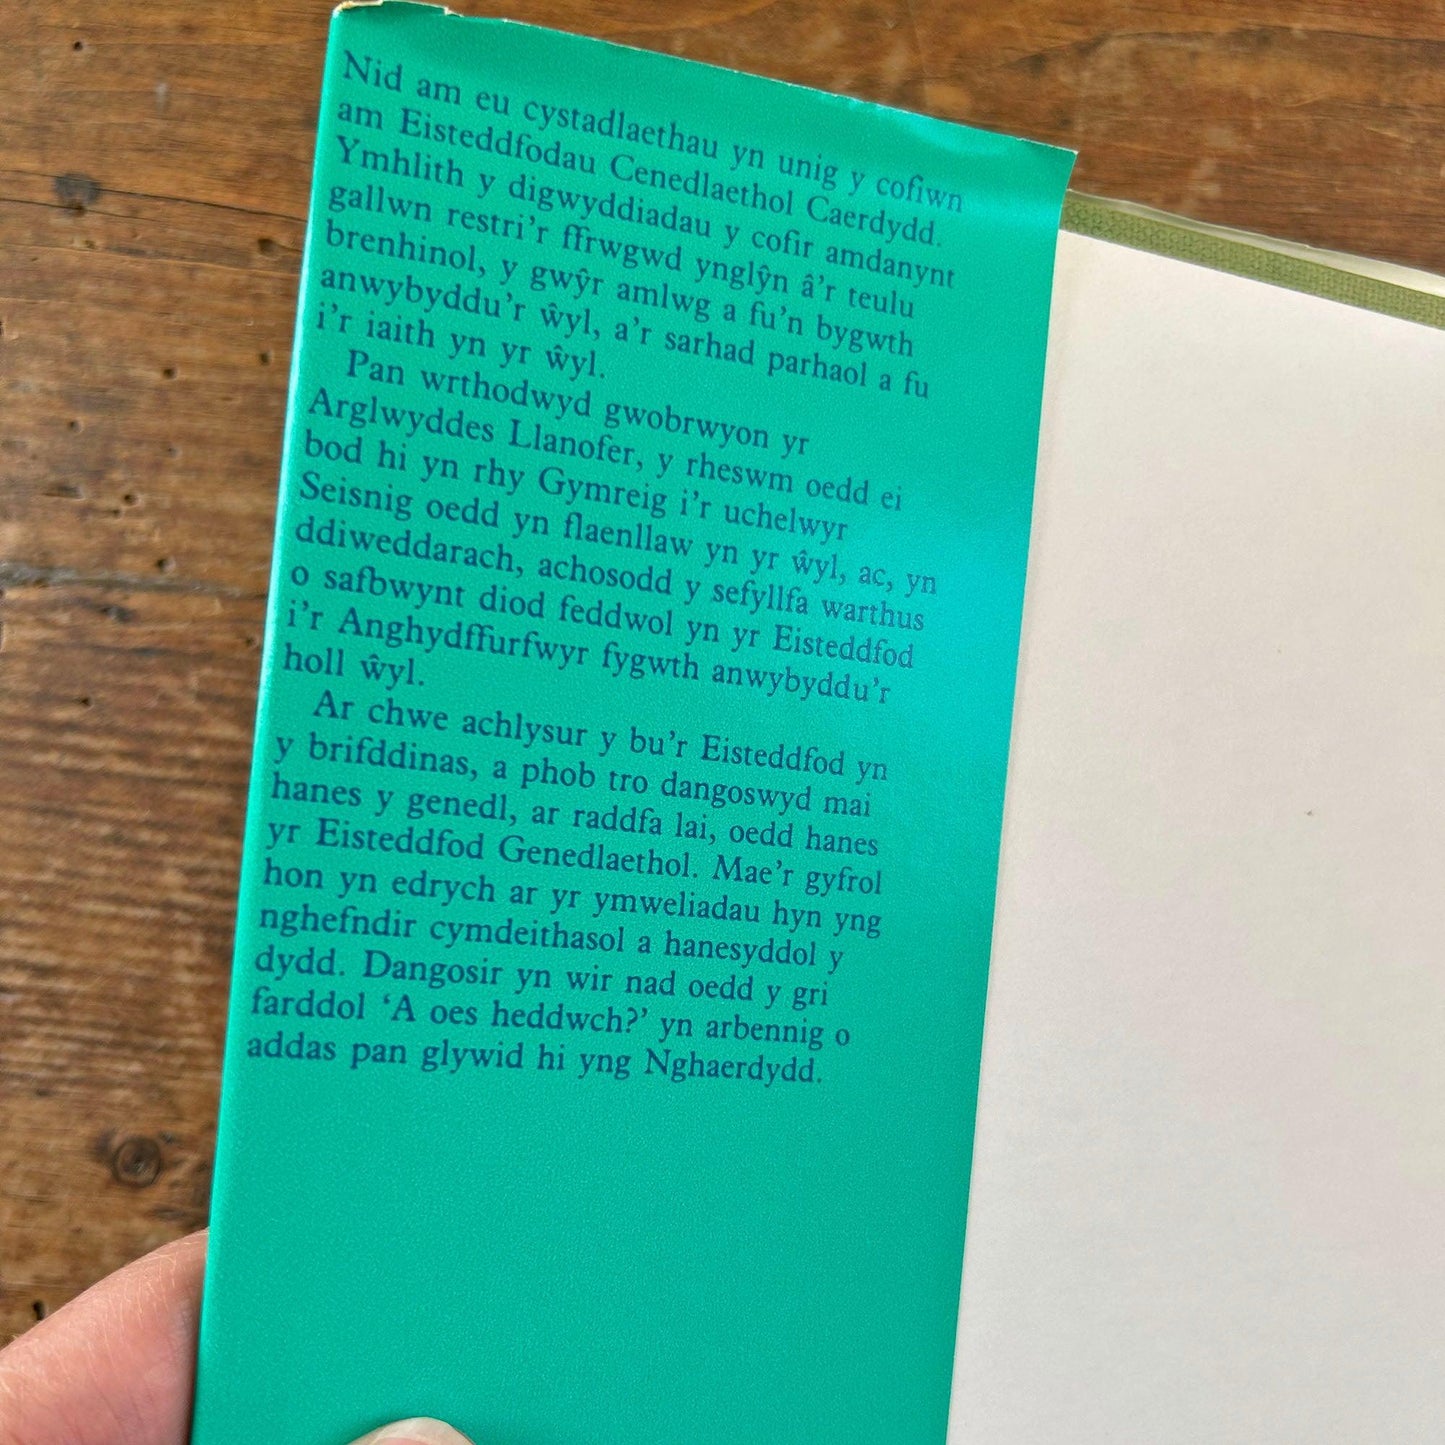 Nid am eu cystadlaethau yn unig y cofiwn
am Eisteddfodau Cenedlaethol Caerdydd.
Ymhlith y digwyddiadau y cofir amdanynt
gallwn restri'r ffrwgwd ynglŷn â'r teulu
brenhinol, y gwŷr amlwg a fu'n bygwth
anwybyddu'r ŵyl, a'r sarhad parhaol a fu
i'r iaith yn yr ŵyl.
Pan wrthodwyd gwobrwyon yr
Arglwyddes Llanofer, y rheswm oedd ei
bod hi yn rhy Gymreig i'r uchelwyr
Seisnig oedd yn flaenllaw yn yr ŵyl, ac, yn
ddiweddarach, achosodd y sefyllfa warthus
o safbwynt diod feddwol yn yr Eisteddfod
i'r Anghydffurfwyr fygwth anwybyddu'r
holl ŵyl.
Ar chwe achlysur y bu'r Eisteddfod yn
y brifddinas, a phob tro dangoswyd mai
hanes y genedl, ar raddfa lai, oedd hanes
yr Eisteddfod Genedlaethol. Mae'r gyfrol
hon yn edrych ar yr ymweliadau hyn yng
nghefndir cymdeithasol a hanesyddol y
dydd. Dangosir yn wir nad oedd y gri
farddol 'A oes heddwch?' yn arbennig o
addas pan glywid hi yng Nghaerdydd.